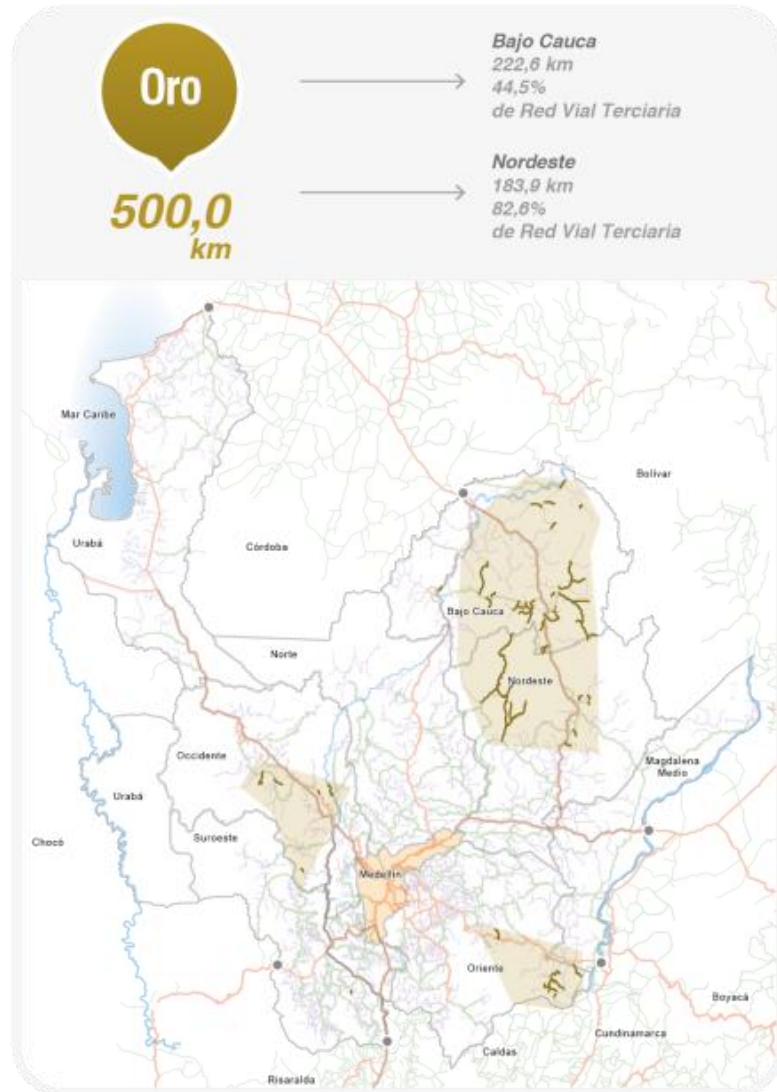 Oro
500,0
km
Bajo Cauca
222,6 km
44,5%
de Red Vial Terciaria
Nordeste
183,9 km
82,6%
de Red Vial Terciaria
Mar Caribe
Bolívar
Urabá
Córdoba
Bajo Cauca
Norte
Nordeste
Occidente
Magdalena
Medio
Urabá
Suroeste
Chocó
Medellín
Oriente
Boyacá
Cundinamarca
Caldas
Risaralda